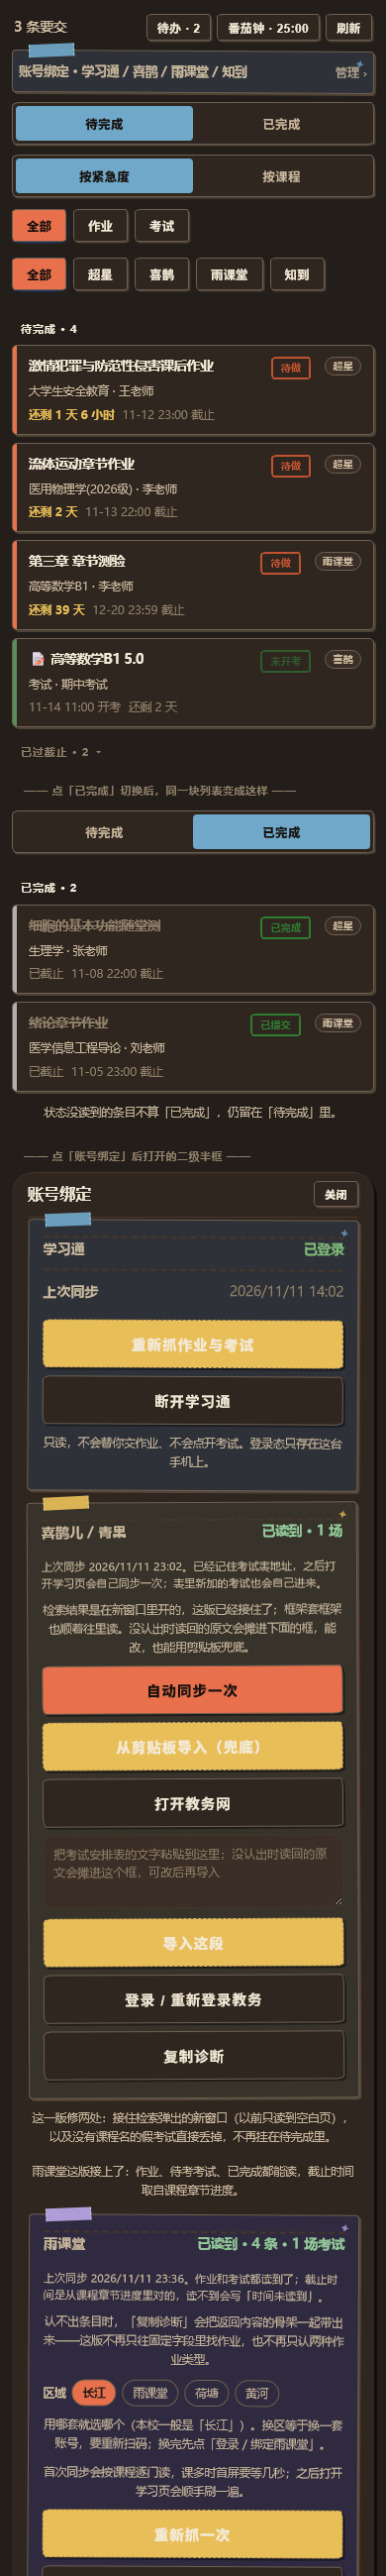 3 条要交
待办 · 2
番茄钟 · 25:00
刷新
账号绑定 · 学习通 / 喜鹊 / 雨课堂 / 知到
管理 ›
待完成
已完成
按紧急度
按课程
全部
作业
考试
全部
超星
喜鹊
雨课堂
知到
待完成 • 4
激情犯罪与防范性侵害课后作业
待做
超星
大学生安全教育 · 王老师
还剩 1 天 6 小时 11-12 23:00 截止
流体运动章节作业
待做
超星
医用物理学(2026级) · 李老师
还剩 2 天 11-13 22:00 截止
第三章 章节测验
待做
雨课堂
高等数学B1 · 李老师
还剩 39 天 12-20 23:59 截止
📝 高等数学B1 5.0
未开考
喜鹊
考试 · 期中考试
11-14 11:00 开考 还剩 2 天
已过截止 • 2
—— 点「已完成」切换后，同一块列表变成这样 ——
待完成
已完成
已完成 • 2
细胞的基本功能随堂测
已完成
超星
生理学 · 张老师
已截止 11-08 22:00 截止
绪论章节作业
已提交
雨课堂
医学信息工程导论 · 刘老师
已截止 11-05 23:00 截止
状态没读到的条目不算「已完成」，仍留在「待完成」里。
—— 点「账号绑定」后打开的二级半框 ——
账号绑定
关闭
学习通
已登录
上次同步
2026/11/11 14:02
重新抓作业与考试
断开学习通
只读，不会替你交作业、不会点开考试。登录态只存在这台
手机上。
喜鹊儿 / 青果
已读到 · 1 场
上次同步 2026/11/11 23:02。已经记住考试表地址，之后打
开学习页会自己同步一次；表里新加的考试也会自己进来。
检索结果是在新窗口里开的，这版已经接住了；框架套框架
也顺着往里读。没认出时读回的原文会摊进下面的框，能
改，也能用剪贴板兜底。
自动同步一次
从剪贴板导入（兜底）
打开教务网
把考试安排表的文字粘贴到这里；没认出时读回的原
文会摊进这个框，可改后再导入
导入这段
登录 / 重新登录教务
复制诊断
这一版修两处：接住检索弹出的新窗口（以前只读到空白页），
以及没有课程名的假考试直接丢掉，不再挂在待完成里。
雨课堂这版接上了：作业、待考考试、已完成都能读，截止时间
取自课程章节进度。
雨课堂
已读到 · 4 条 · 1 场考试
上次同步 2026/11/11 23:36。作业和考试都读到了；截止时
间是从课程章节进度里对的，读不到会写「时间未读到」。
认不出条目时，「复制诊断」会把返回内容的骨架一起带出
来——这版不再只往固定字段里找作业，也不再只认两种作
业类型。
区域
长江
雨课堂
荷塘
黄河
用哪套就选哪个（本校一般是「长江」）。换区等于换一套
账号，要重新扫码；换完先点「登录 / 绑定雨课堂」。
首次同步会按课程逐门读，课多时首屏要等几秒；之后打开
学习页会顺手刷一遍。
重新抓一次